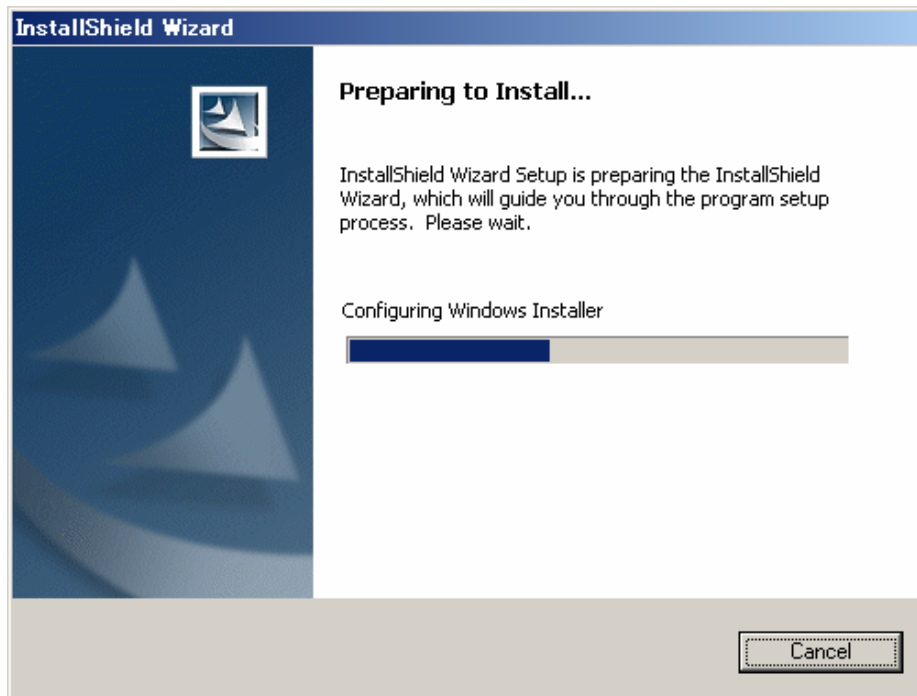 InstallShield Wizard
Preparing to Install...
InstallShield Wizard Setup is preparing the InstallShield
Wizard, which will guide you through the program setup
process.  Please wait.
Configuring Windows Installer
Cancel